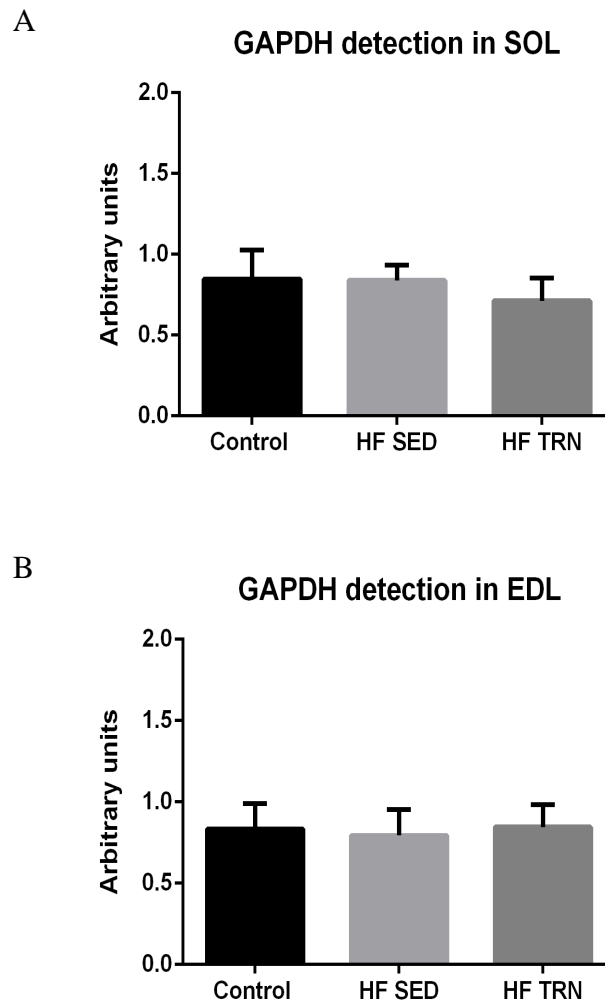 A
GAPDH detection in SOL
Arbitrary units
2.0
1.5
1.0
0.5
0.0
Control HF SED HF TRN
B
GAPDH detection in EDL
Arbitrary units
2.0
1.5
1.0
0.5
0.0
Control HF SED HF TRN